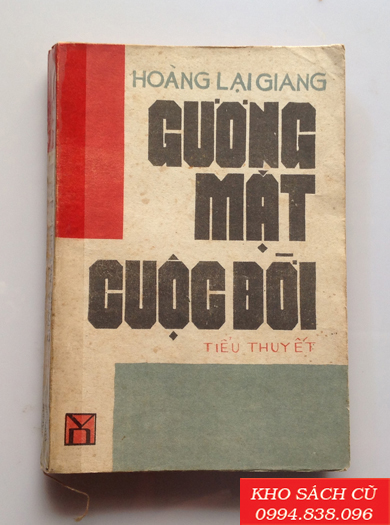 HOÀNG LẠI GIANG
GƯƠNG
MẶT
CUỘC ĐỜI
TIỂU THUYẾT
KHO SÁCH CŨ
0994.838.096